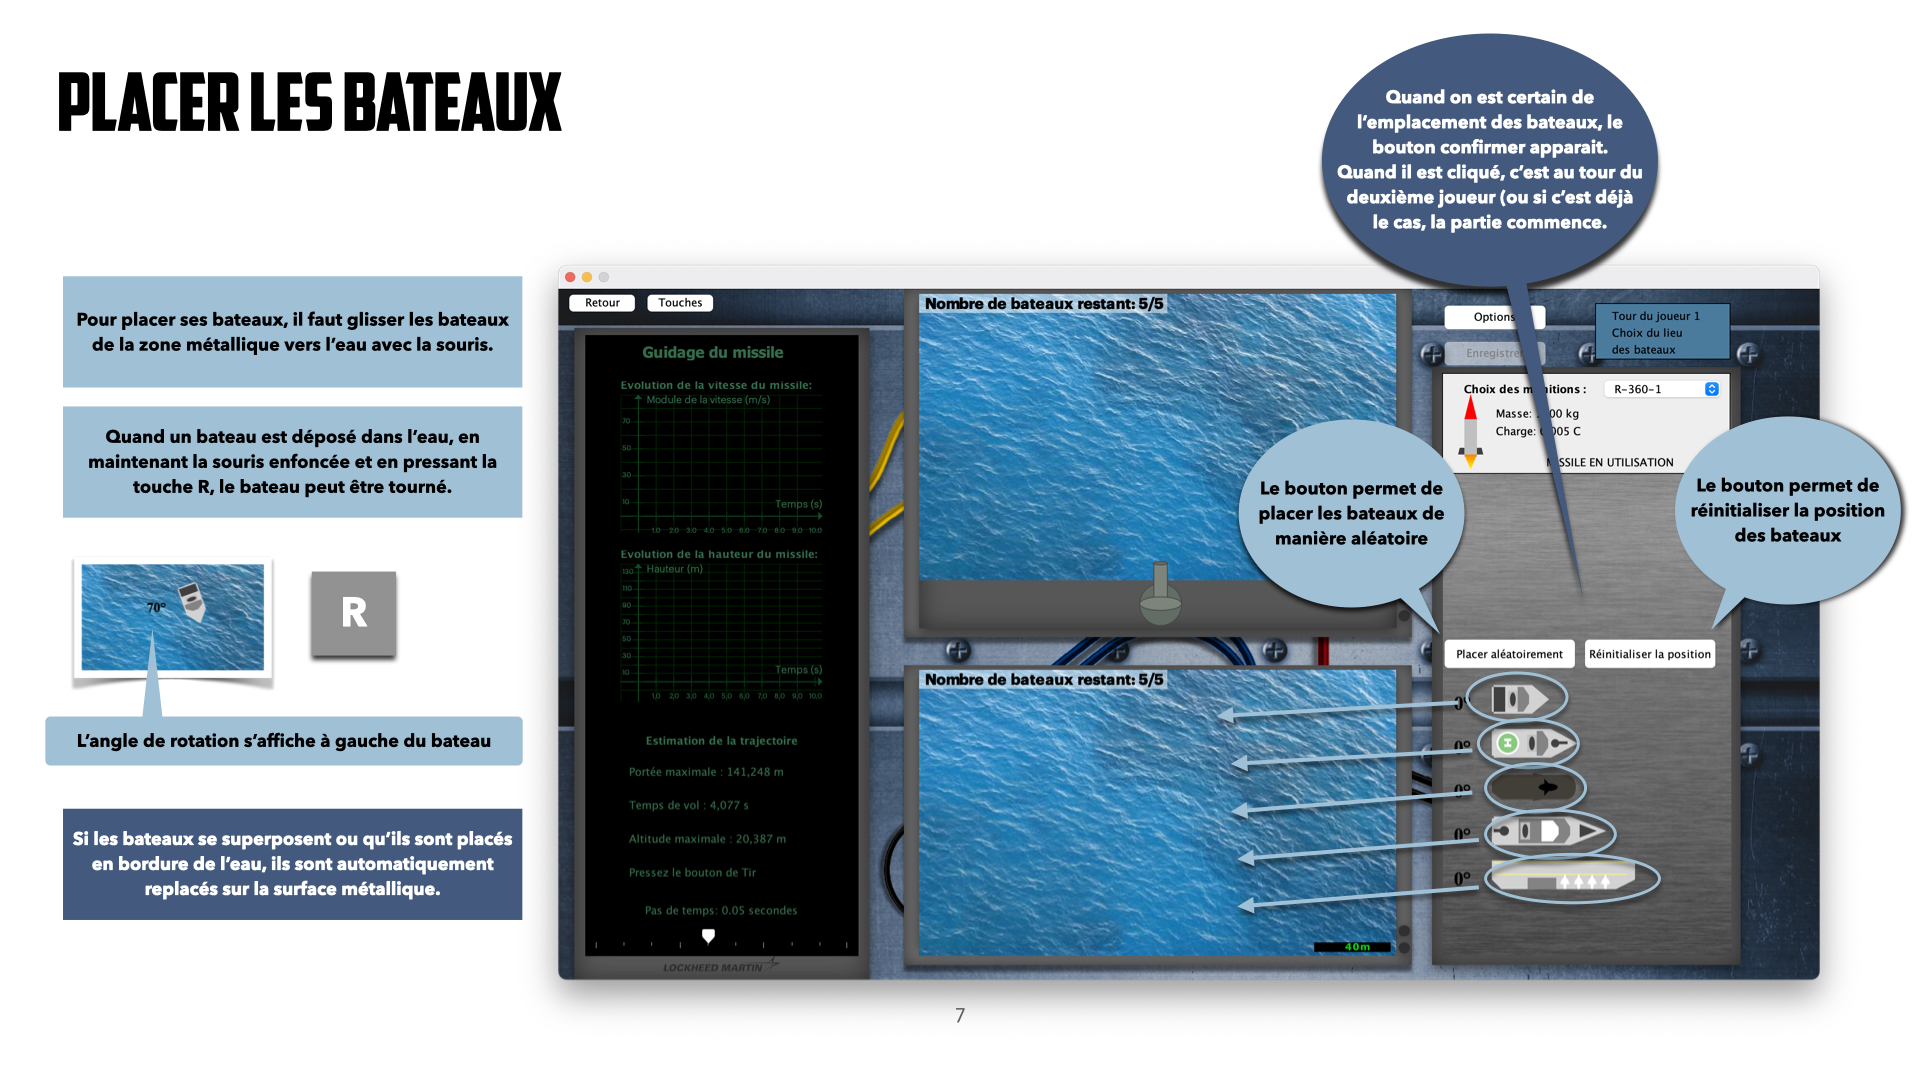 PLACER LES BATEAUX
Quand on est certain de
l'emplacement des bateaux, le
bouton confirmer apparait.
Quand il est cliqué, c'est au tour du
deuxième joueur (ou si c'est déjà
le cas, la partie commence.
Pour placer ses bateaux, il faut glisser les bateaux
de la zone métallique vers l'eau avec la souris.
Quand un bateau est déposé dans l'eau, en
maintenant la souris enfoncée et en pressant la
touche R, le bateau peut être tourné.
70°
R
L'angle de rotation s'affiche à gauche du bateau
Si les bateaux se superposent ou qu'ils sont placés
en bordure de l'eau, ils sont automatiquement
replacés sur la surface métallique.
Retour
Touches
Guidage du missile
Evolution de la vitesse du missile:
Module de la vitesse (m/s)
70
50
30
10
Temps (s)
1.0 2.0 3.0 4.0 5.0 6.0 7.0 8.0 9.0 10.0
Evolution de la hauteur du missile:
Hauteur (m)
130
110
90
70
50
30
10
Temps (s)
1,0 2,0 3,0 4,0 5,0 6,0 7,0 8,0 9,0 10,0
Estimation de la trajectoire
Portée maximale : 141,248 m
Temps de vol : 4,077 s
Altitude maximale : 20,387 m
Pressez le bouton de Tir
Pas de temps: 0.05 secondes
LOCKHEED MARTIN
Nombre de bateaux restant: 5/5
Nombre de bateaux restant: 5/5
40m
Options
Enregistrer
Tour du joueur 1
Choix du lieu
des bateaux
Choix des munitions :
R-360-1
Masse: 00 kg
Charge: 005 C
MISSILE EN UTILISATION
Le bouton permet de
placer les bateaux de
manière aléatoire
Le bouton permet de
réinitialiser la position
des bateaux
Placer aléatoirement
Réinitialiser la position
0°
0°
0°
0°
0°
7